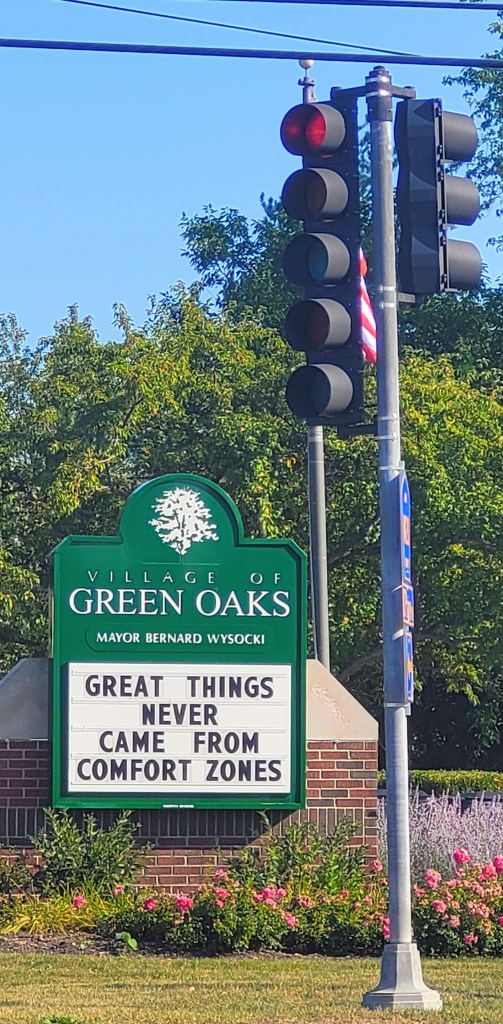 VILLAGE OF
GREEN OAKS
MAYOR BERNARD WYSOCKI
GREAT THINGS
NEVER
CAME FROM
COMFORT ZONES